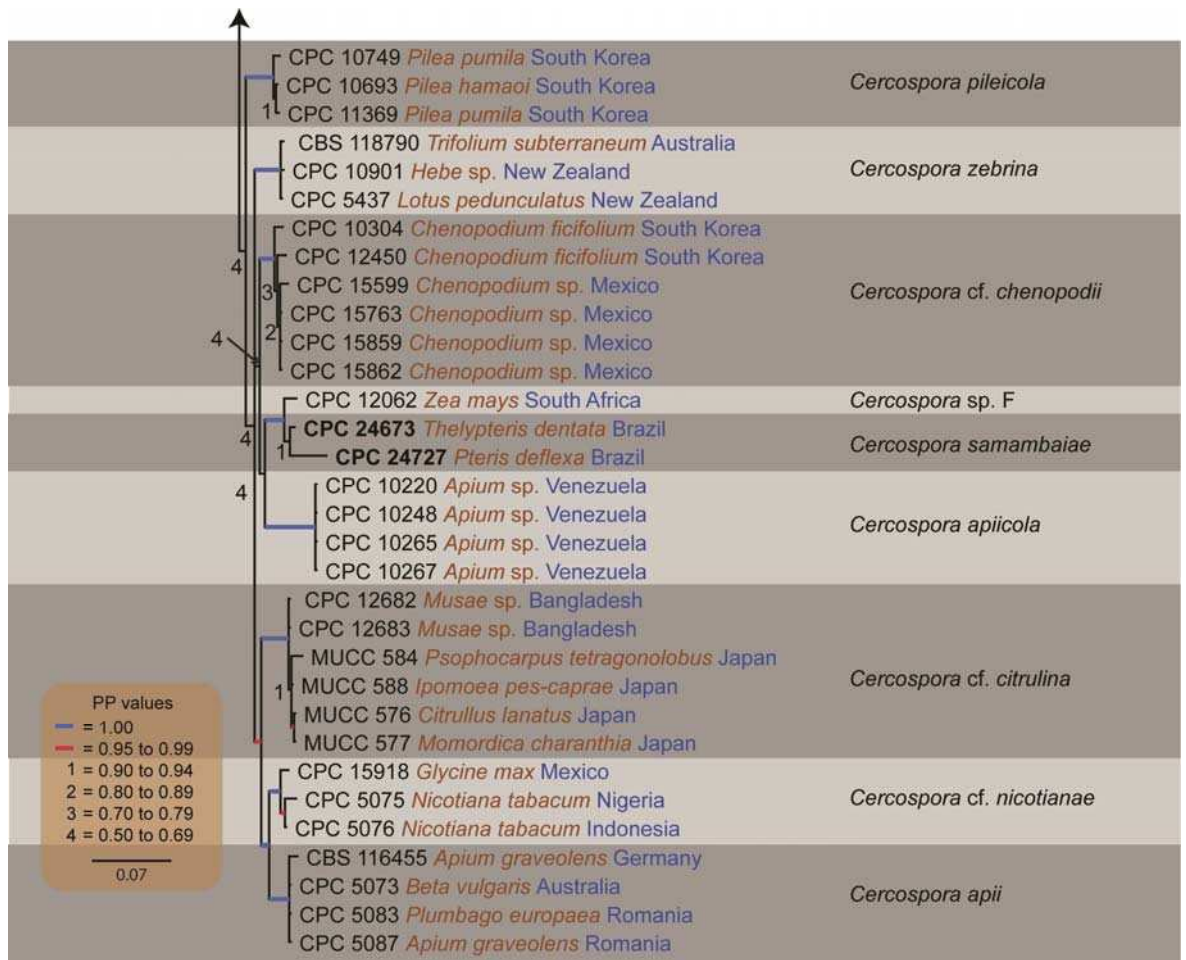 CPC 10749 Pilea pumila South Korea
CPC 10693 Pilea hamaoi South Korea
Cercospora pileicola
1 CPC 11369 Pilea pumila South Korea
CBS 118790 Trifolium subterraneum Australia
CPC 10901 Hebe sp. New Zealand
Cercospora zebrina
CPC 5437 Lotus pedunculatus New Zealand
CPC 10304 Chenopodium ficifolium South Korea
CPC 12450 Chenopodium ficifolium South Korea
4
3 CPC 15599 Chenopodium sp. Mexico
Cercospora cf. chenopodii
CPC 15763 Chenopodium sp. Mexico
4 2 CPC 15859 Chenopodium sp. Mexico
CPC 15862 Chenopodium sp. Mexico
CPC 12062 Zea mays South Africa
Cercospora sp. F
CPC 24673 Thelypteris dentata Brazil
4 1
Cercospora samambaiae
CPC 24727 Pteris deflexa Brazil
4 CPC 10220 Apium sp. Venezuela
CPC 10248 Apium sp. Venezuela
Cercospora apiicola
CPC 10265 Apium sp. Venezuela
CPC 10267 Apium sp. Venezuela
CPC 12682 Musae sp. Bangladesh
CPC 12683 Musae sp. Bangladesh
MUCC 584 Psophocarpus tetragonolobus Japan
Cercospora cf. citrulina
1 MUCC 588 Ipomoea pes-caprae Japan
MUCC 576 Citrullus lanatus Japan
MUCC 577 Momordica charanthia Japan
CPC 15918 Glycine max Mexico
CPC 5075 Nicotiana tabacum Nigeria
Cercospora cf. nicotianae
CPC 5076 Nicotiana tabacum Indonesia
CBS 116455 Apium graveolens Germany
CPC 5073 Beta vulgaris Australia
Cercospora apii
CPC 5083 Plumbago europaea Romania
CPC 5087 Apium graveolens Romania
PP values
= 1.00
= 0.95 to 0.99
1 = 0.90 to 0.94
2 = 0.80 to 0.89
3 = 0.70 to 0.79
4 = 0.50 to 0.69
0.07